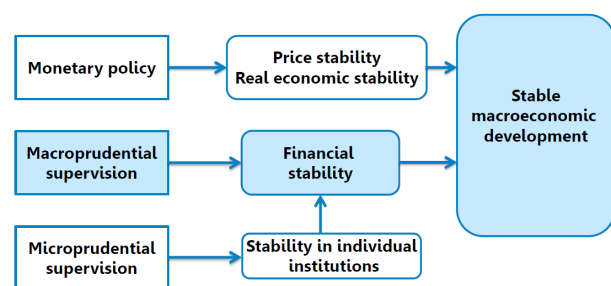 Monetary policy
Price stability
Real economic stability
Stable
macroeconomic
development
Macroprudential
supervision
Financial
stability
Microprudential
supervision
Stability in individual
institutions